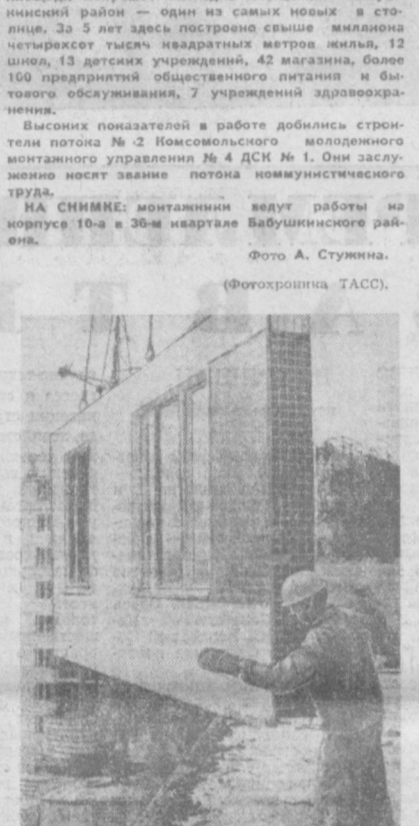 нинский район — один из самых новых в сто-
лице. За 5 лет здесь построено свыше миллиона
четырехсот тысяч квадратных метров жилья, 12
школ, 13 детских учреждений, 42 магазина, более
100 предприятий общественного питания и бы-
тового обслуживания, 7 учреждений здравоохра-
нения.
Высоких показателей в работе добились строи-
тели потока № 2 Комсомольского молодежного
монтажного управления № 4 ДСК № 1. Они заслу-
женно носят звание потока коммунистического
труда.
НА СНИМКЕ: монтажники ведут работы на
корпусе 10-а в 36-м квартале Бабушкинского рай-
она.
Фото А. Стужина.
(Фотохроника ТАСС).